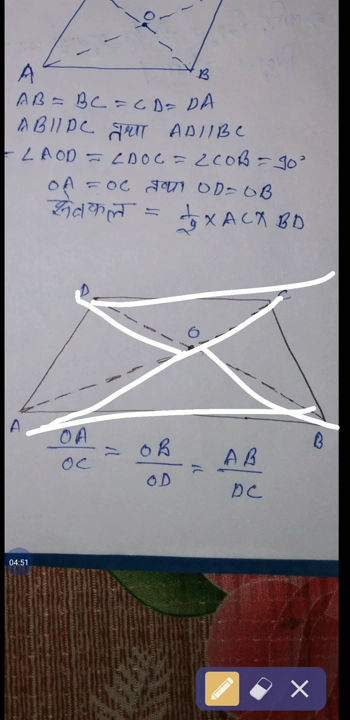 O
A
B
AB = BC = CD = DA
AB || DC तथा AD || BC
∠AOD = ∠DOC = ∠COB = 90°
OA = OC तथा OD = OB
क्षेत्रफल = 1/2 × AC × BD
D
C
O
A
B
OA/OC = OB/OD = AB/DC
04:51